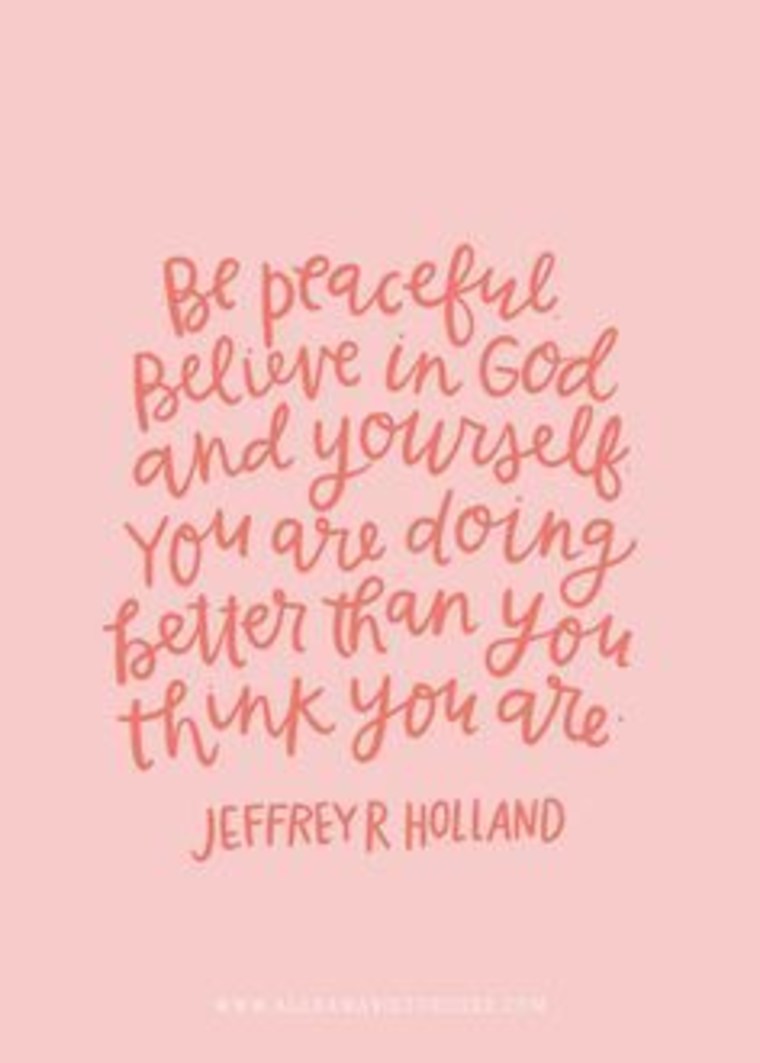 Be peaceful.
Believe in God
and yourself.
You are doing
better than you
think you are.
JEFFREY R HOLLAND